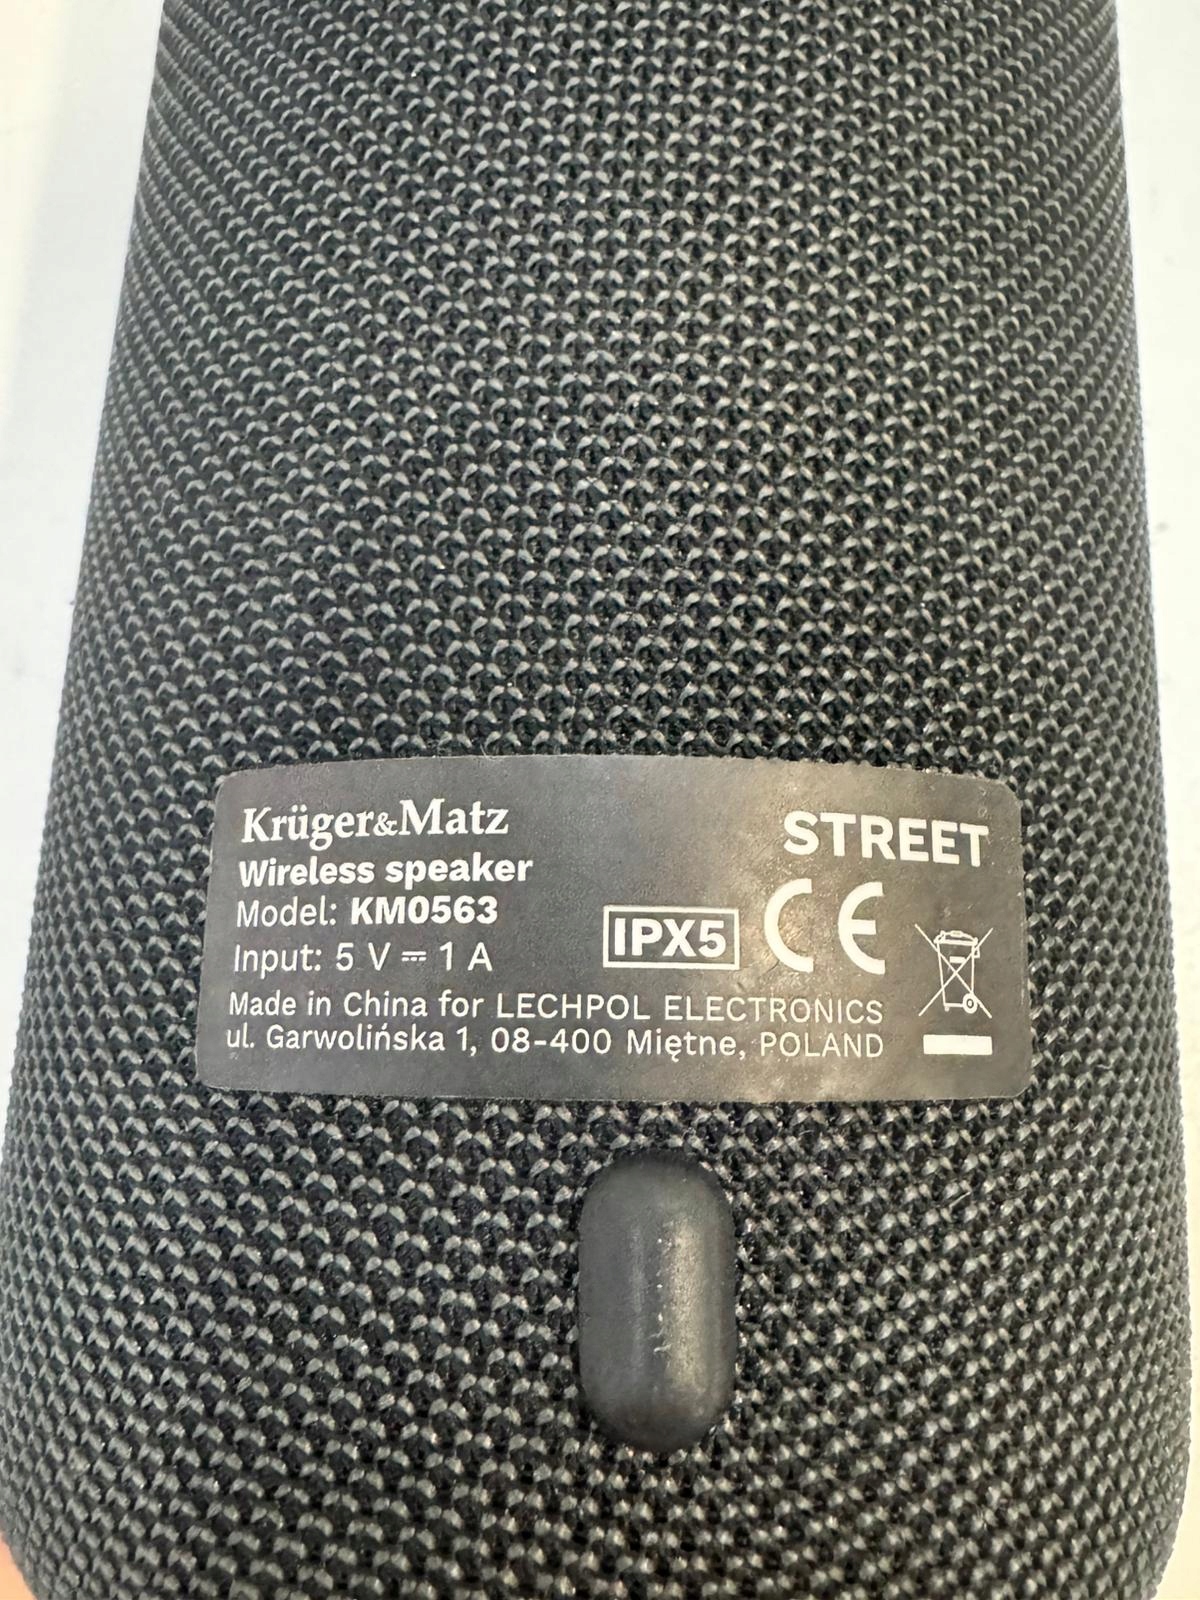 Krüger&Matz
STREET
Wireless speaker
Model: KM0563
Input: 5 V ⎓ 1 A
IPX5
CE
Made in China for LECHPOL ELECTRONICS
ul. Garwolińska 1, 08-400 Miętne, POLAND